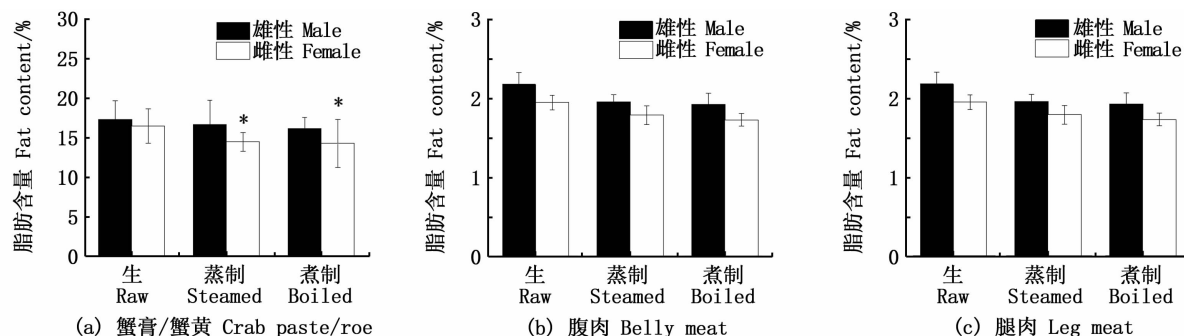 脂肪含量 Fat content/%
30
25
20
15
10
5
0
雄性 Male
雌性 Female
*
*
生
Raw
蒸制
Steamed
煮制
Boiled
(a) 蟹膏/蟹黄 Crab paste/roe
脂肪含量 Fat content/%
3
2
1
0
雄性 Male
雌性 Female
生
Raw
蒸制
Steamed
煮制
Boiled
(b) 腹肉 Belly meat
脂肪含量 Fat content/%
3
2
1
0
雄性 Male
雌性 Female
生
Raw
蒸制
Steamed
煮制
Boiled
(c) 腿肉 Leg meat